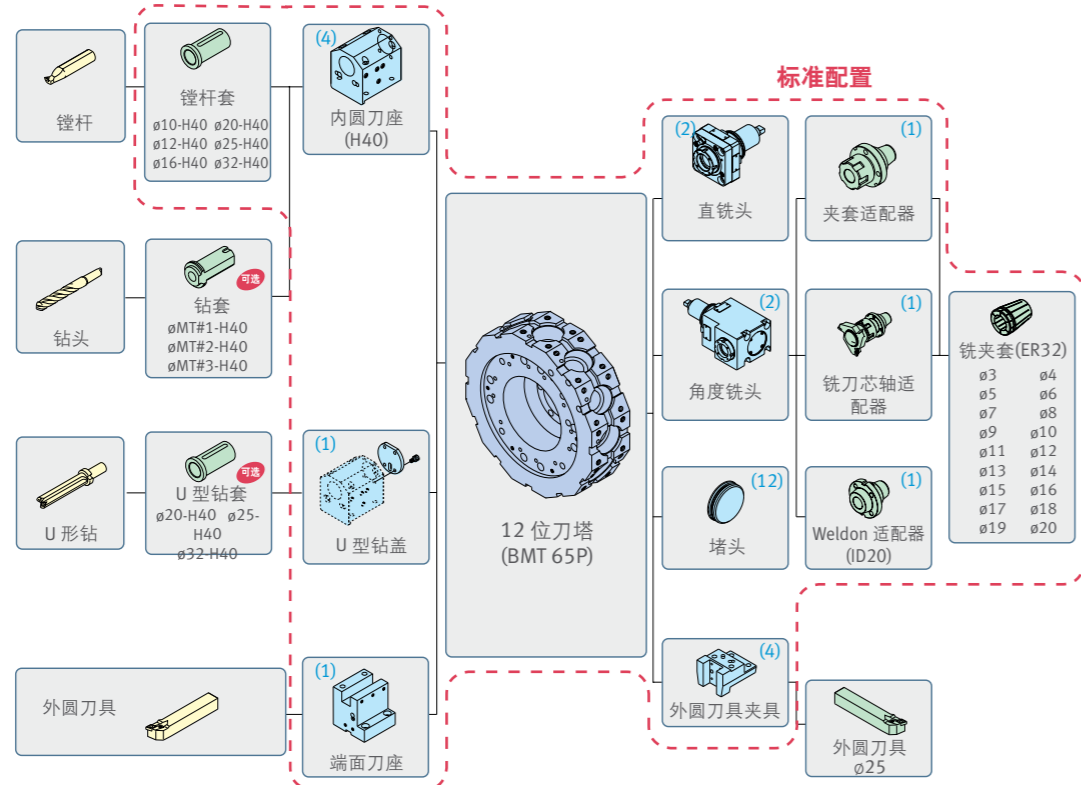 标准配置
镗杆
镗杆套
ø10-H40 ø20-H40
ø12-H40 ø25-H40
ø16-H40 ø32-H40
(4)
内圆刀座
(H40)
钻头
可选
钻套
øMT#1-H40
øMT#2-H40
øMT#3-H40
U 形钻
可选
U 型钻套
ø20-H40 ø25-
H40
ø32-H40
(1)
U 型钻盖
外圆刀具
(1)
端面刀座
12 位刀塔
(BMT 65P)
(2)
直铣头
(2)
角度铣头
(12)
堵头
(4)
外圆刀具夹具
(1)
夹套适配器
(1)
铣刀芯轴适
配器
(1)
Weldon 适配器
(ID20)
铣夹套(ER32)
ø3 ø4
ø5 ø6
ø7 ø8
ø9 ø10
ø11 ø12
ø13 ø14
ø15 ø16
ø17 ø18
ø19 ø20
外圆刀具
ø25